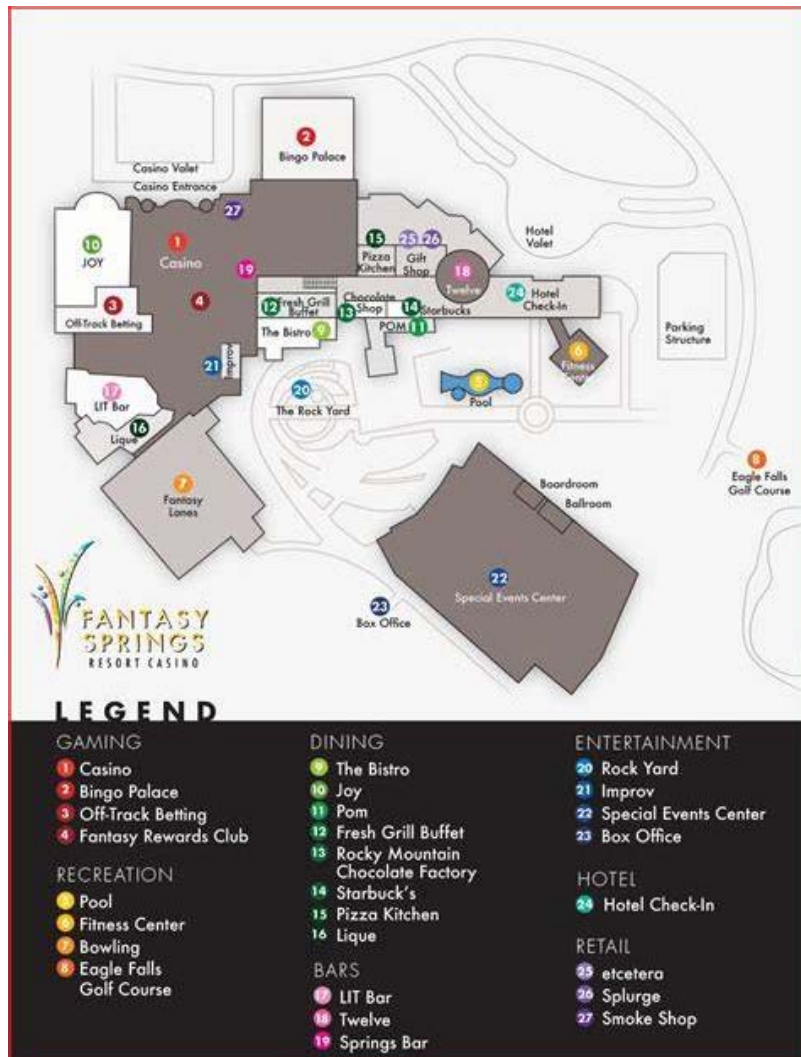 2
Bingo Palace
Casino Valet
Casino Entrance
27
10
JOY
1
Casino
15
25
26
Pizza
Kitchen
Gift
Shop
Hotel
Valet
19
18
Twelve
3
Off-Track Betting
4
12
Fresh Grill
Buffet
Chocolate
Shop
13
14
Starbucks
24
Hotel
Check-In
The Bistro
9
POM
11
Parking
Structure
21
Improv
6
Fitness
Center
17
LIT Bar
20
The Rock Yard
5
Pool
16
Lique
8
Eagle Falls
Golf Course
7
Fantasy
Lanes
Boardroom
Ballroom
22
Special Events Center
23
Box Office
FANTASY
SPRINGS
RESORT CASINO
LEGEND
GAMING
1 Casino
2 Bingo Palace
3 Off-Track Betting
4 Fantasy Rewards Club
RECREATION
5 Pool
6 Fitness Center
7 Bowling
8 Eagle Falls
Golf Course
DINING
9 The Bistro
10 Joy
11 Pom
12 Fresh Grill Buffet
13 Rocky Mountain
Chocolate Factory
14 Starbuck's
15 Pizza Kitchen
16 Lique
BARS
17 LIT Bar
18 Twelve
19 Springs Bar
ENTERTAINMENT
20 Rock Yard
21 Improv
22 Special Events Center
23 Box Office
HOTEL
24 Hotel Check-In
RETAIL
25 etcetera
26 Splurge
27 Smoke Shop